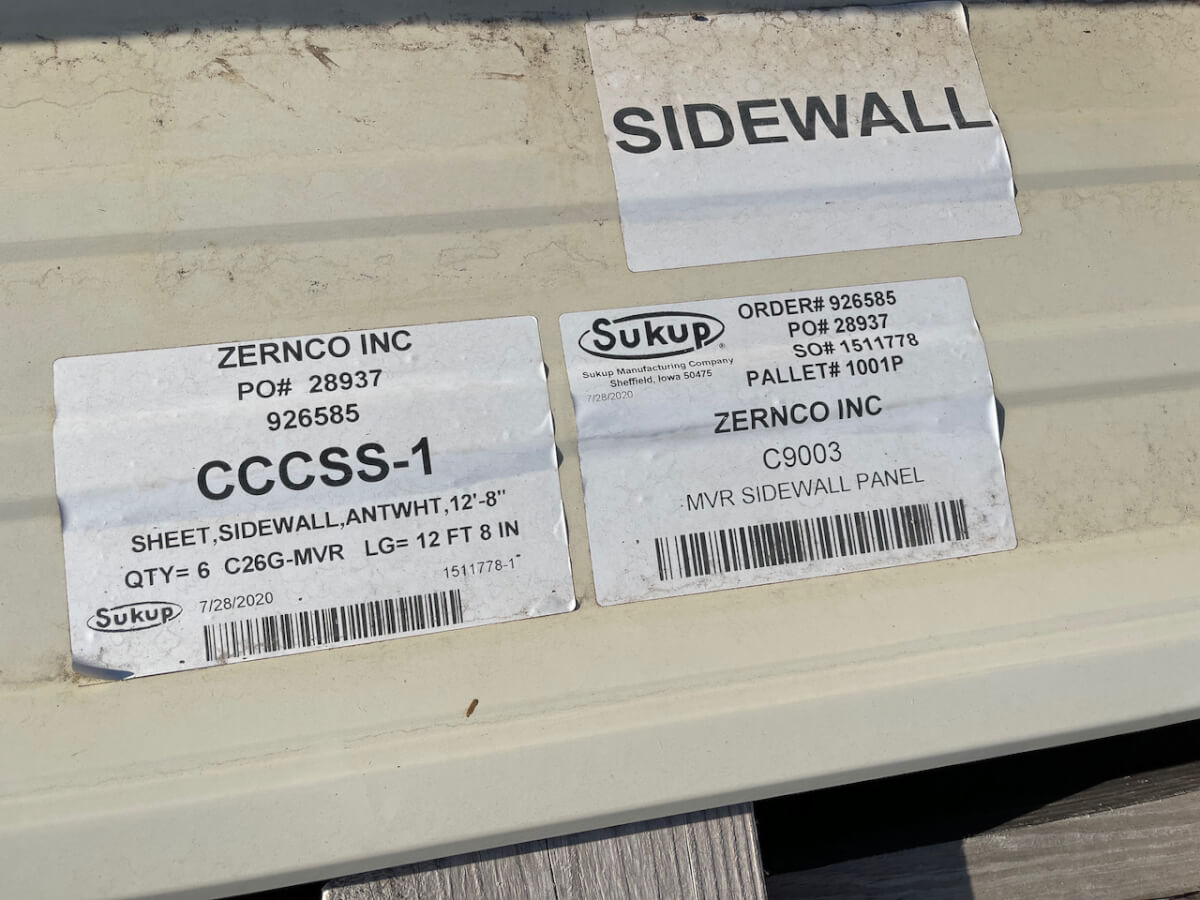 SIDEWALL
ZERNCO INC
PO# 28937
926585
CCCSS-1
SHEET,SIDEWALL,ANTWHT,12'-8"
QTY= 6 C26G-MVR LG= 12 FT 8 IN
1511778-1
Sukup 7/28/2020
Sukup®
Sukup Manufacturing Company
Sheffield, Iowa 50475
7/28/2020
ORDER# 926585
PO# 28937
SO# 1511778
PALLET# 1001P
ZERNCO INC
C9003
MVR SIDEWALL PANEL